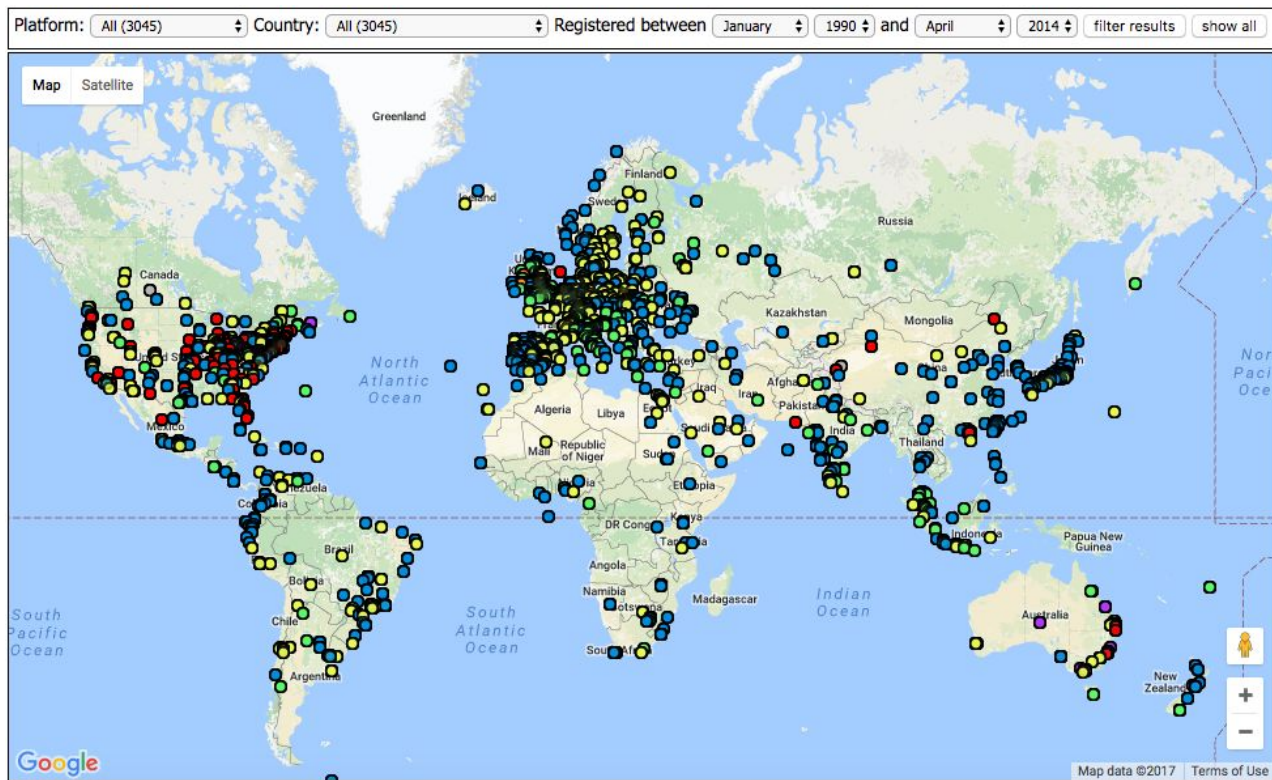 Platform: All (3045) Country: All (3045) Registered between January 1990 and April 2014 filter results show all
Map Satellite
Greenland
Finland
Russia
Canada
Kazakhstan
Mongolia
North
Atlantic
Ocean
Iraq
Iran
Pakistan
Algeria
Libya
Mexico
India
Mali
Republic
of Niger
Thailand
Ethiopia
Kenya
DR Congo
Indonesia
Papua New
Guinea
Brazil
Angola
Namibia
Botswana
Madagascar
Indian
Ocean
Bolivia
Chile
Australia
South
Pacific
Ocean
South
Atlantic
Ocean
Argentina
New
Zealand
Google
Map data ©2017 Terms of Use